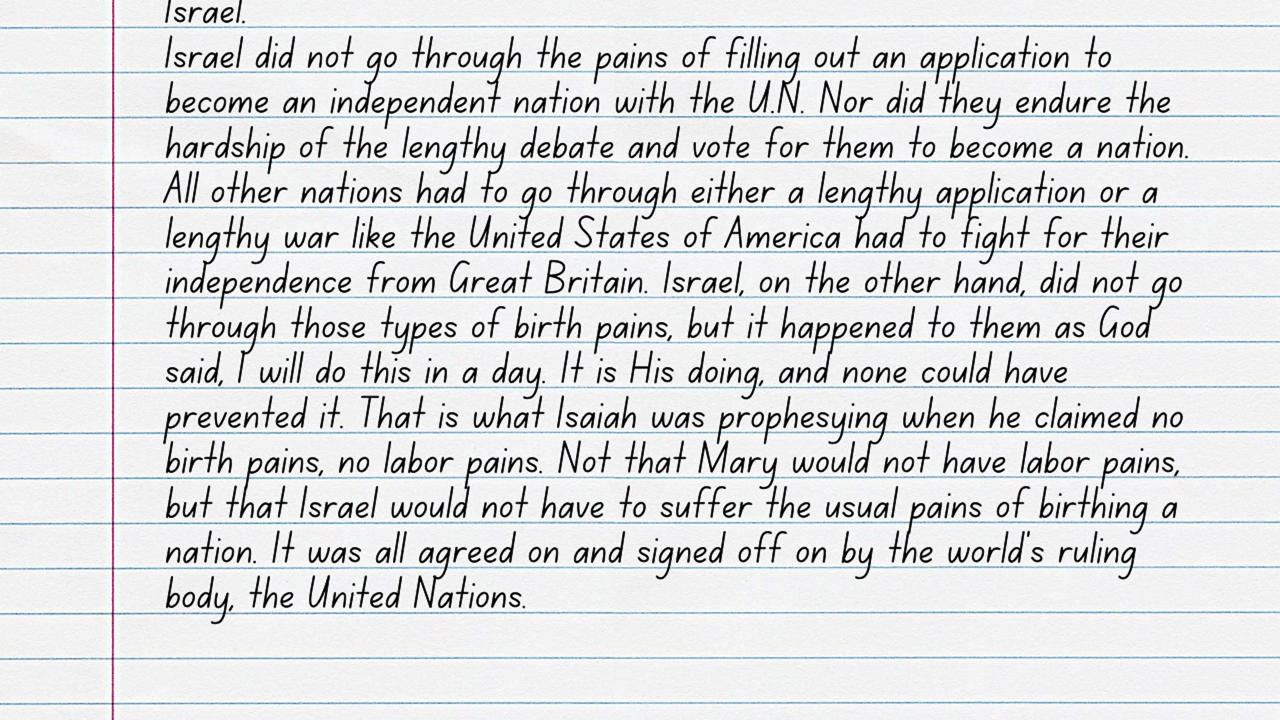 Israel.
Israel did not go through the pains of filling out an application to
become an independent nation with the U.N. Nor did they endure the
hardship of the lengthy debate and vote for them to become a nation.
All other nations had to go through either a lengthy application or a
lengthy war like the United States of America had to fight for their
independence from Great Britain. Israel, on the other hand, did not go
through those types of birth pains, but it happened to them as God
said, I will do this in a day. It is His doing, and none could have
prevented it. That is what Isaiah was prophesying when he claimed no
birth pains, no labor pains. Not that Mary would not have labor pains,
but that Israel would not have to suffer the usual pains of birthing a
nation. It was all agreed on and signed off on by the world's ruling
body, the United Nations.